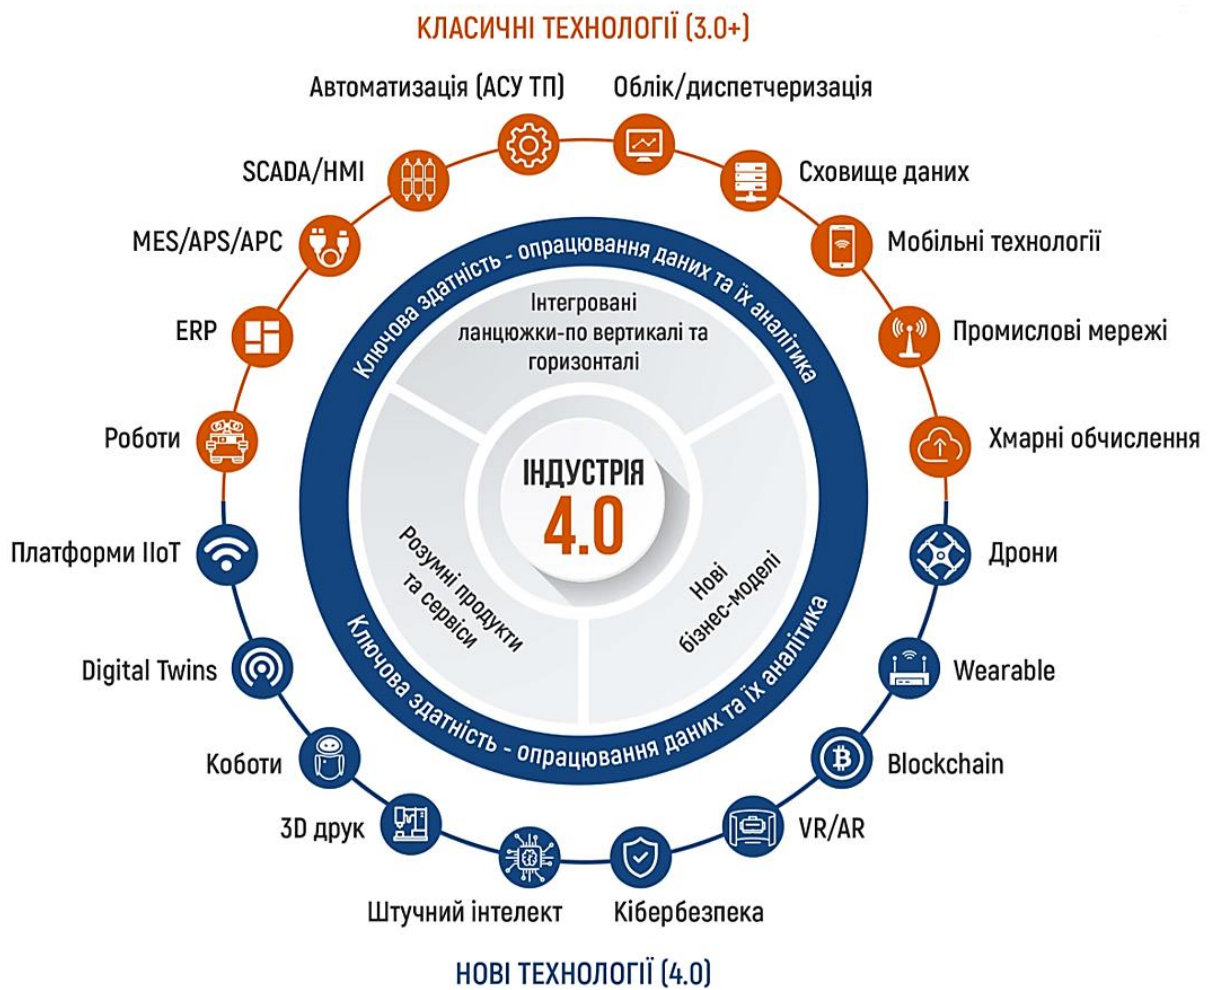 КЛАСИЧНІ ТЕХНОЛОГІЇ (3.0+)
Автоматизація (АСУ ТП)
Облік/диспетчеризація
SCADA/HMI
Сховище даних
MES/APS/APC
Мобільні технології
ERP
Промислові мережі
Роботи
Хмарні обчислення
Ключова здатність - опрацювання даних та їх аналітика
Інтегровані
ланцюжки-по вертикалі та
горизонталі
ІНДУСТРІЯ
4.0
Розумні продукти
та сервіси
Нові
бізнес-моделі
Ключова здатність - опрацювання даних та їх аналітика
Платформи IIoT
Дрони
Digital Twins
Wearable
Коботи
Blockchain
3D друк
VR/AR
Штучний інтелект
Кібербезпека
НОВІ ТЕХНОЛОГІЇ (4.0)